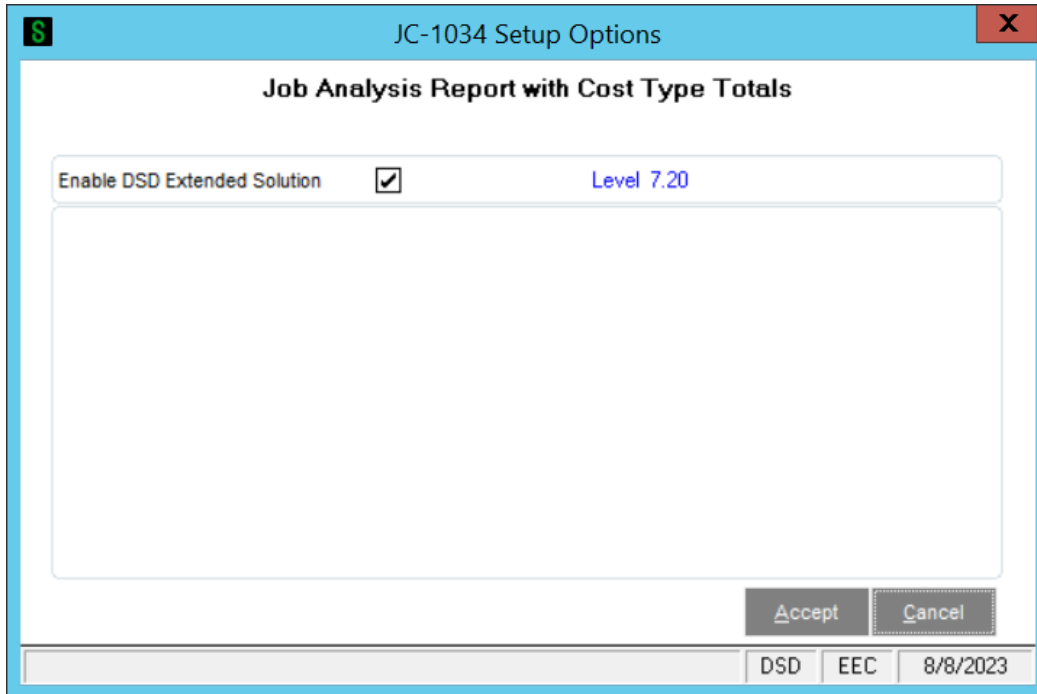 S
JC-1034 Setup Options
X
Job Analysis Report with Cost Type Totals
Enable DSD Extended Solution Level 7.20
Accept Cancel
DSD EEC 8/8/2023